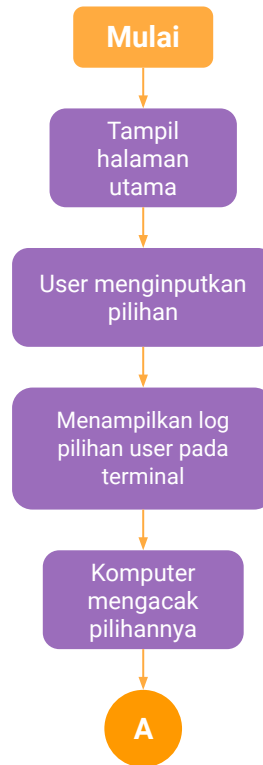 Mulai
Tampil
halaman
utama
User menginputkan
pilihan
Menampilkan log
pilihan user pada
terminal
Komputer
mengacak
pilihannya
A